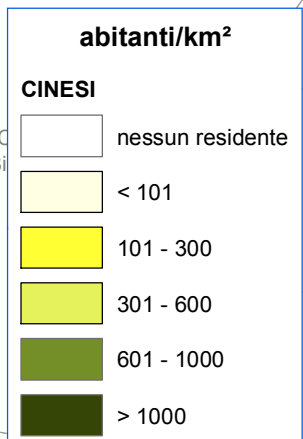 abitanti/km²
CINESI
nessun residente
< 101
101 - 300
301 - 600
601 - 1000
> 1000